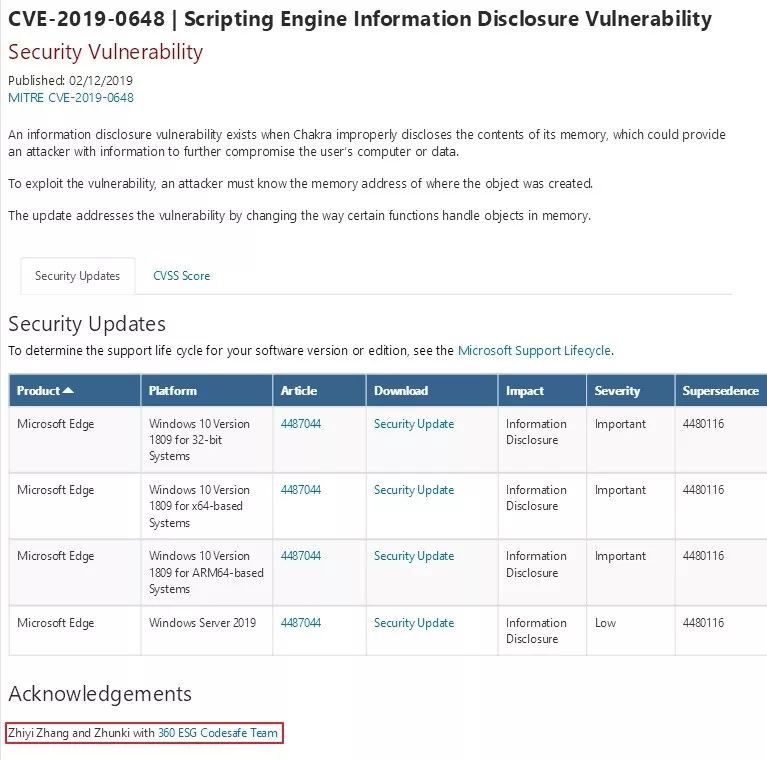 CVE-2019-0648 | Scripting Engine Information Disclosure Vulnerability
Security Vulnerability
Published: 02/12/2019
MITRE CVE-2019-0648
An information disclosure vulnerability exists when Chakra improperly discloses the contents of its memory, which could provide
an attacker with information to further compromise the user's computer or data.
To exploit the vulnerability, an attacker must know the memory address of where the object was created.
The update addresses the vulnerability by changing the way certain functions handle objects in memory.
Security Updates CVSS Score
Security Updates
To determine the support life cycle for your software version or edition, see the Microsoft Support Lifecycle.
Product Platform Article Download Impact Severity Supersedence
Microsoft Edge Windows 10 Version 4487044 Security Update Information Important 4480116
1809 for 32-bit Disclosure
Systems
Microsoft Edge Windows 10 Version 4487044 Security Update Information Important 4480116
1809 for x64-based Disclosure
Systems
Microsoft Edge Windows 10 Version 4487044 Security Update Information Important 4480116
1809 for ARM64-based Disclosure
Systems
Microsoft Edge Windows Server 2019 4487044 Security Update Information Low 4480116
Disclosure
Acknowledgements
Zhiyi Zhang and Zhunki with 360 ESG Codesafe Team